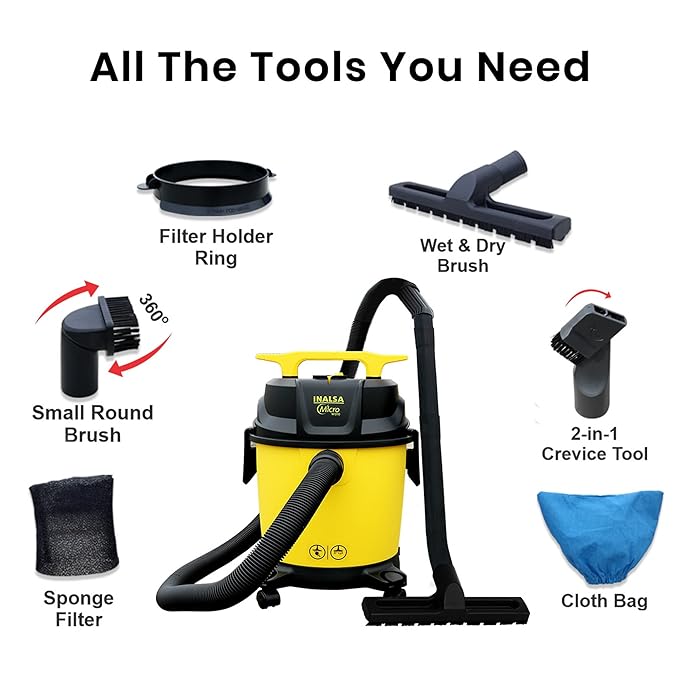 All The Tools You Need
Filter Holder
Ring
Wet & Dry
Brush
360°
Small Round
Brush
2-in-1
Crevice Tool
INALSA
Micro
Sponge
Filter
Cloth Bag